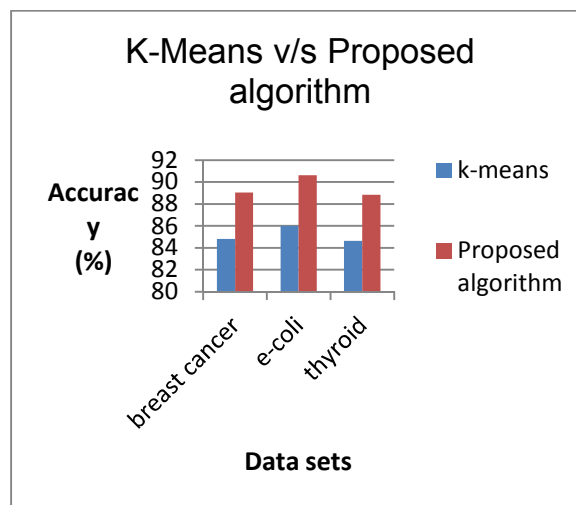 K-Means v/s Proposed
algorithm
Accurac
y
(%)
92
90
88
86
84
82
80
breast cancer
e-coli
thyroid
Data sets
k-means
Proposed
algorithm